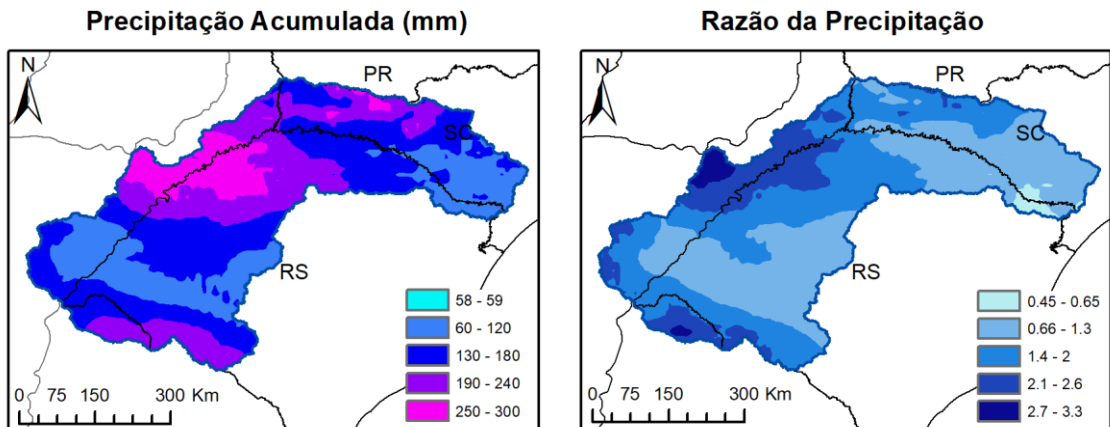 Precipitação Acumulada (mm)
N
PR
SC
RS
58 - 59
60 - 120
130 - 180
190 - 240
250 - 300
0 75 150 300 Km
Razão da Precipitação
N
PR
SC
RS
0.45 - 0.65
0.66 - 1.3
1.4 - 2
2.1 - 2.6
2.7 - 3.3
0 75 150 300 Km